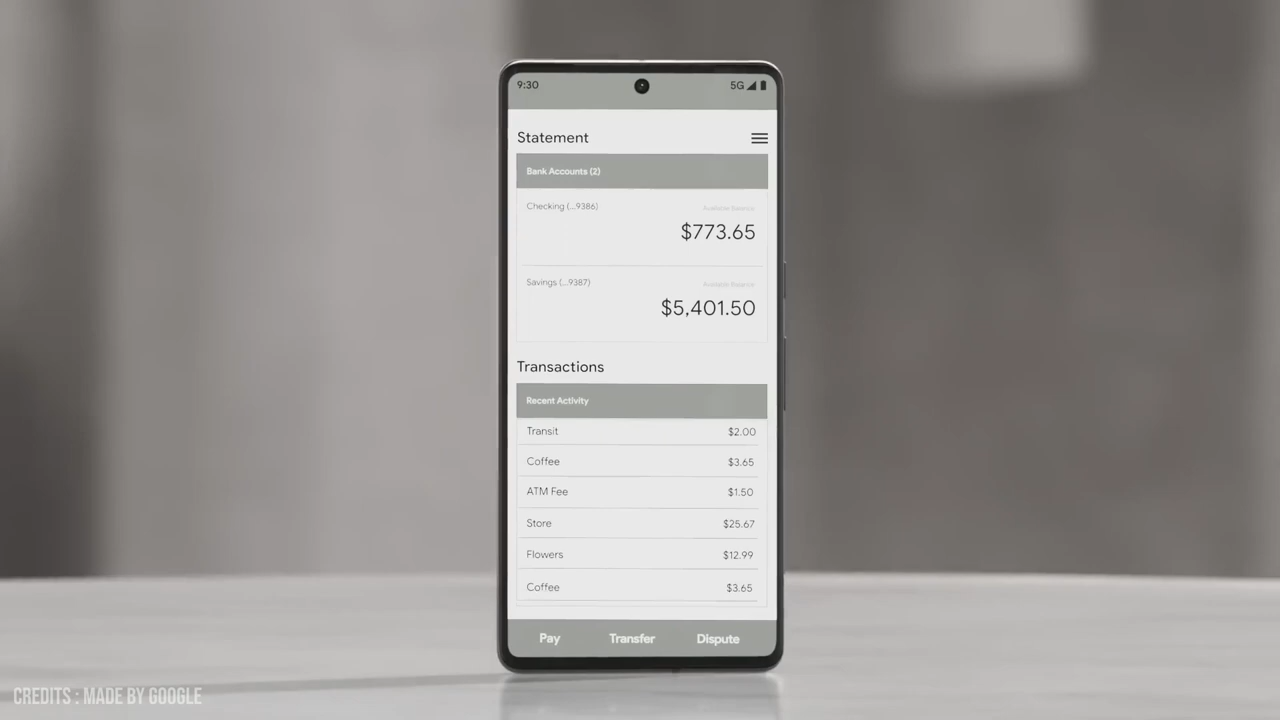 9:30 5G
Statement
Bank Accounts (2)
Checking (...9386)
Available Balance
$773.65
Savings (...9387)
Available Balance
$5,401.50
Transactions
Recent Activity
Transit $2.00
Coffee $3.65
ATM Fee $1.50
Store $25.67
Flowers $12.99
Coffee $3.65
Pay Transfer Dispute
CREDITS : MADE BY GOOGLE